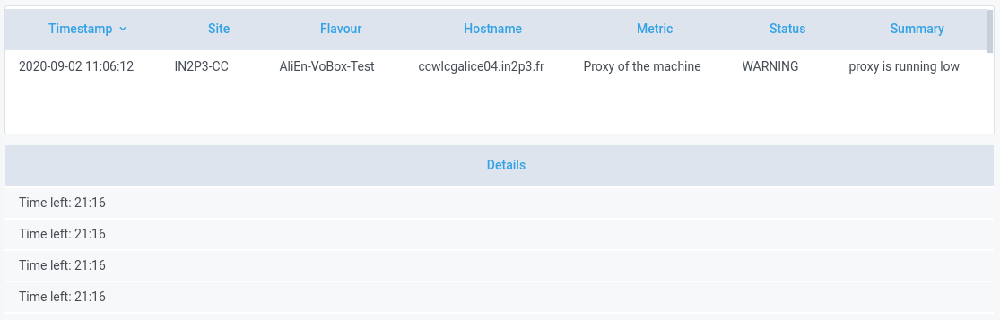 Timestamp Site Flavour Hostname Metric Status Summary
2020-09-02 11:06:12 IN2P3-CC AliEn-VoBox-Test ccwlcgalice04.in2p3.fr Proxy of the machine WARNING proxy is running low
Details
Time left: 21:16
Time left: 21:16
Time left: 21:16
Time left: 21:16